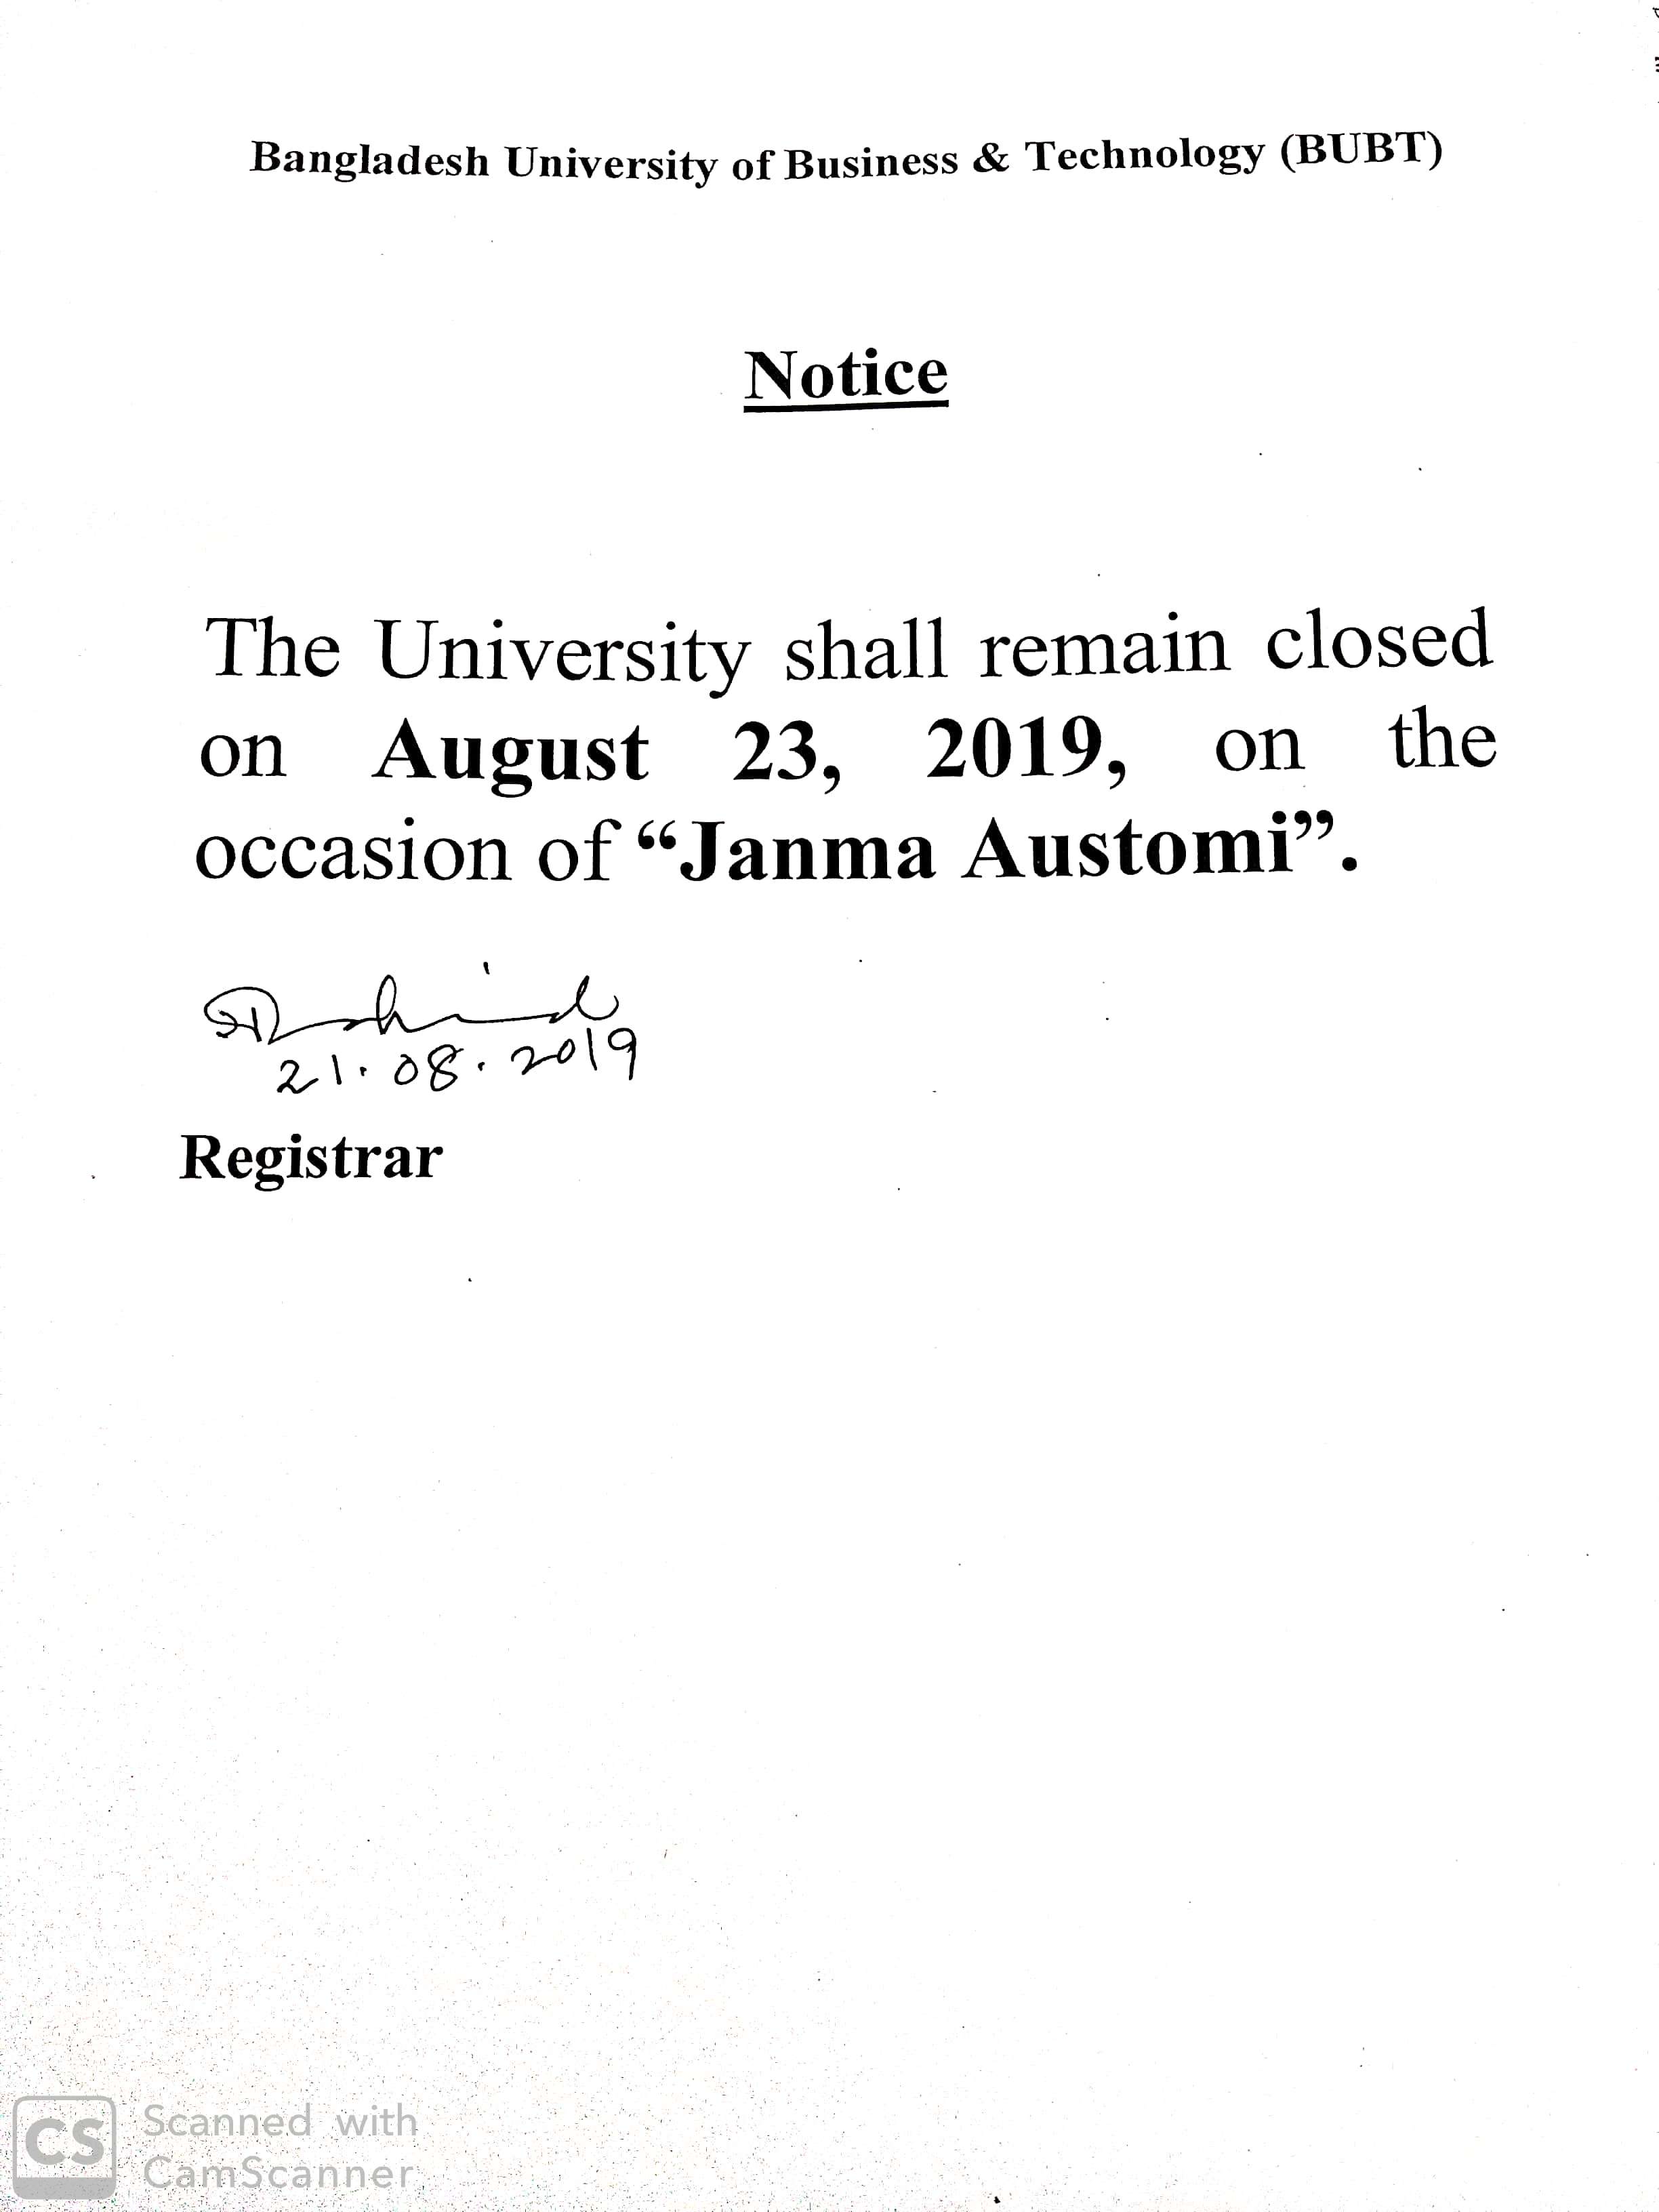 Bangladesh University of Business & Technology (BUBT)
Notice
The University shall remain closed
on August 23, 2019, on the
occasion of “Janma Austomi”.
21.08.2019
Registrar
CS Scanned with
CamScanner